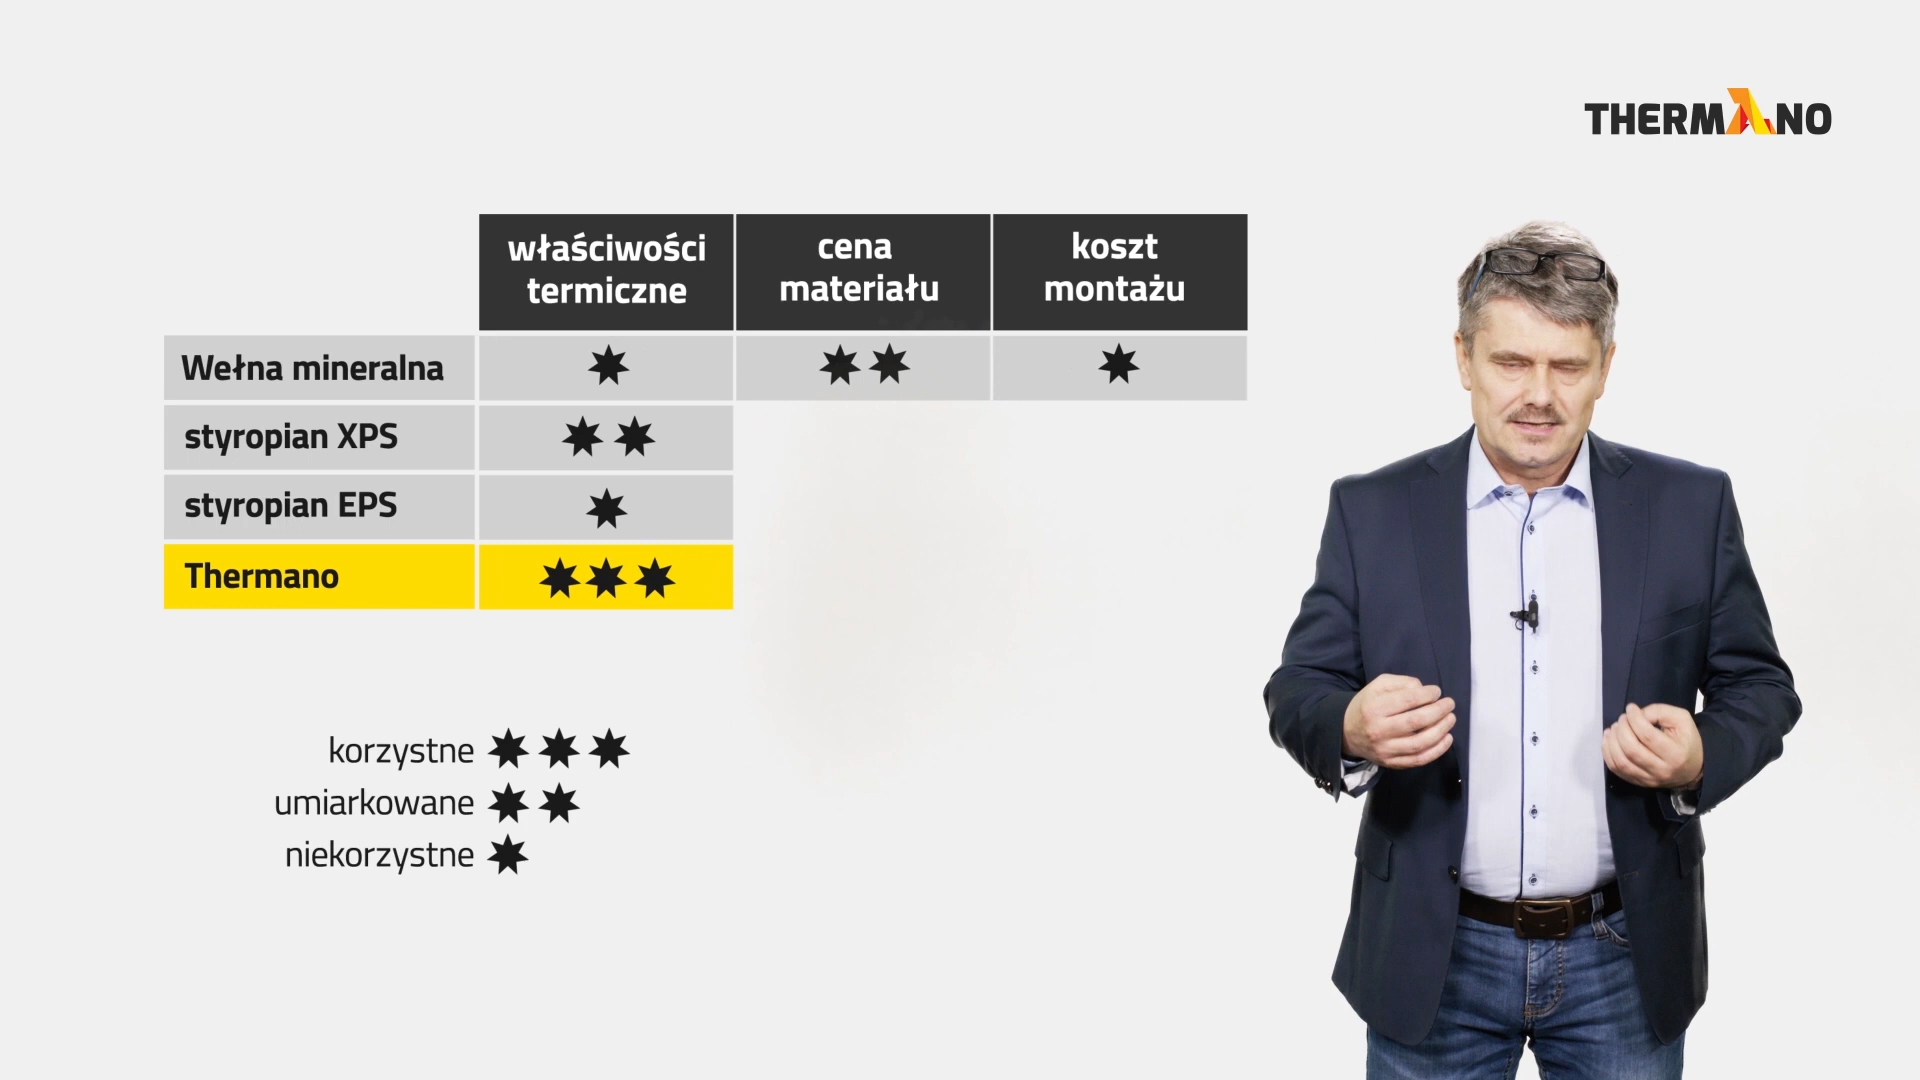 THERMANO
właściwości
termiczne
cena
materiału
koszt
montażu
Wełna mineralna
styropian XPS
styropian EPS
Thermano
korzystne
umiarkowane
niekorzystne